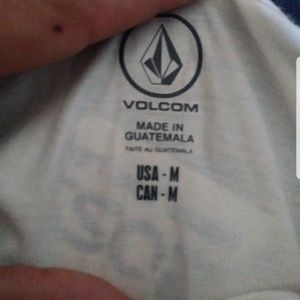 VOLCOM
MADE IN
GUATEMALA
FAITE AU GUATEMALA
USA - M
CAN - M